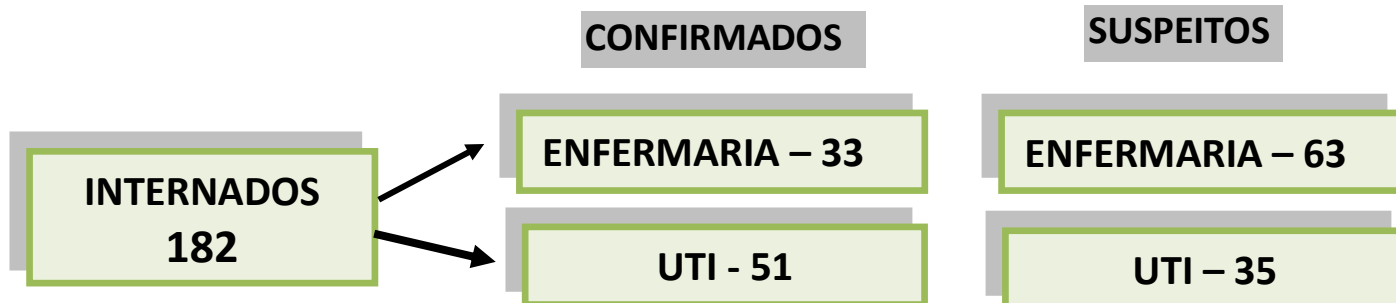 CONFIRMADOS
SUSPEITOS
INTERNADOS
182
ENFERMARIA – 33
ENFERMARIA – 63
UTI - 51
UTI – 35